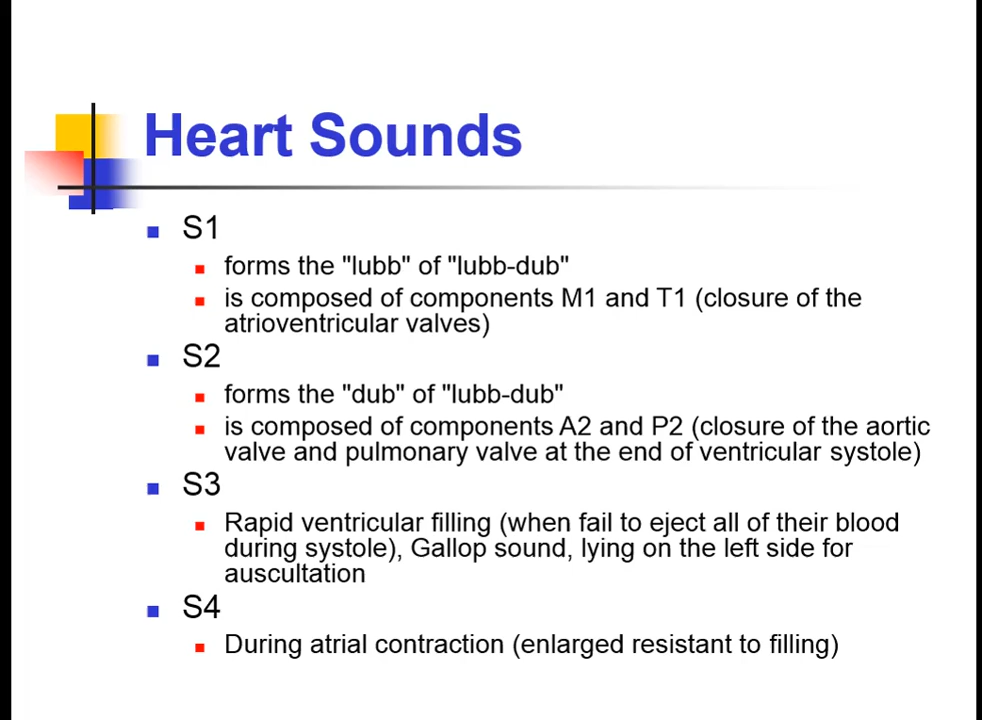 Heart Sounds
S1
forms the "lubb" of "lubb-dub"
is composed of components M1 and T1 (closure of the
atrioventricular valves)
S2
forms the "dub" of "lubb-dub"
is composed of components A2 and P2 (closure of the aortic
valve and pulmonary valve at the end of ventricular systole)
S3
Rapid ventricular filling (when fail to eject all of their blood
during systole), Gallop sound, lying on the left side for
auscultation
S4
During atrial contraction (enlarged resistant to filling)